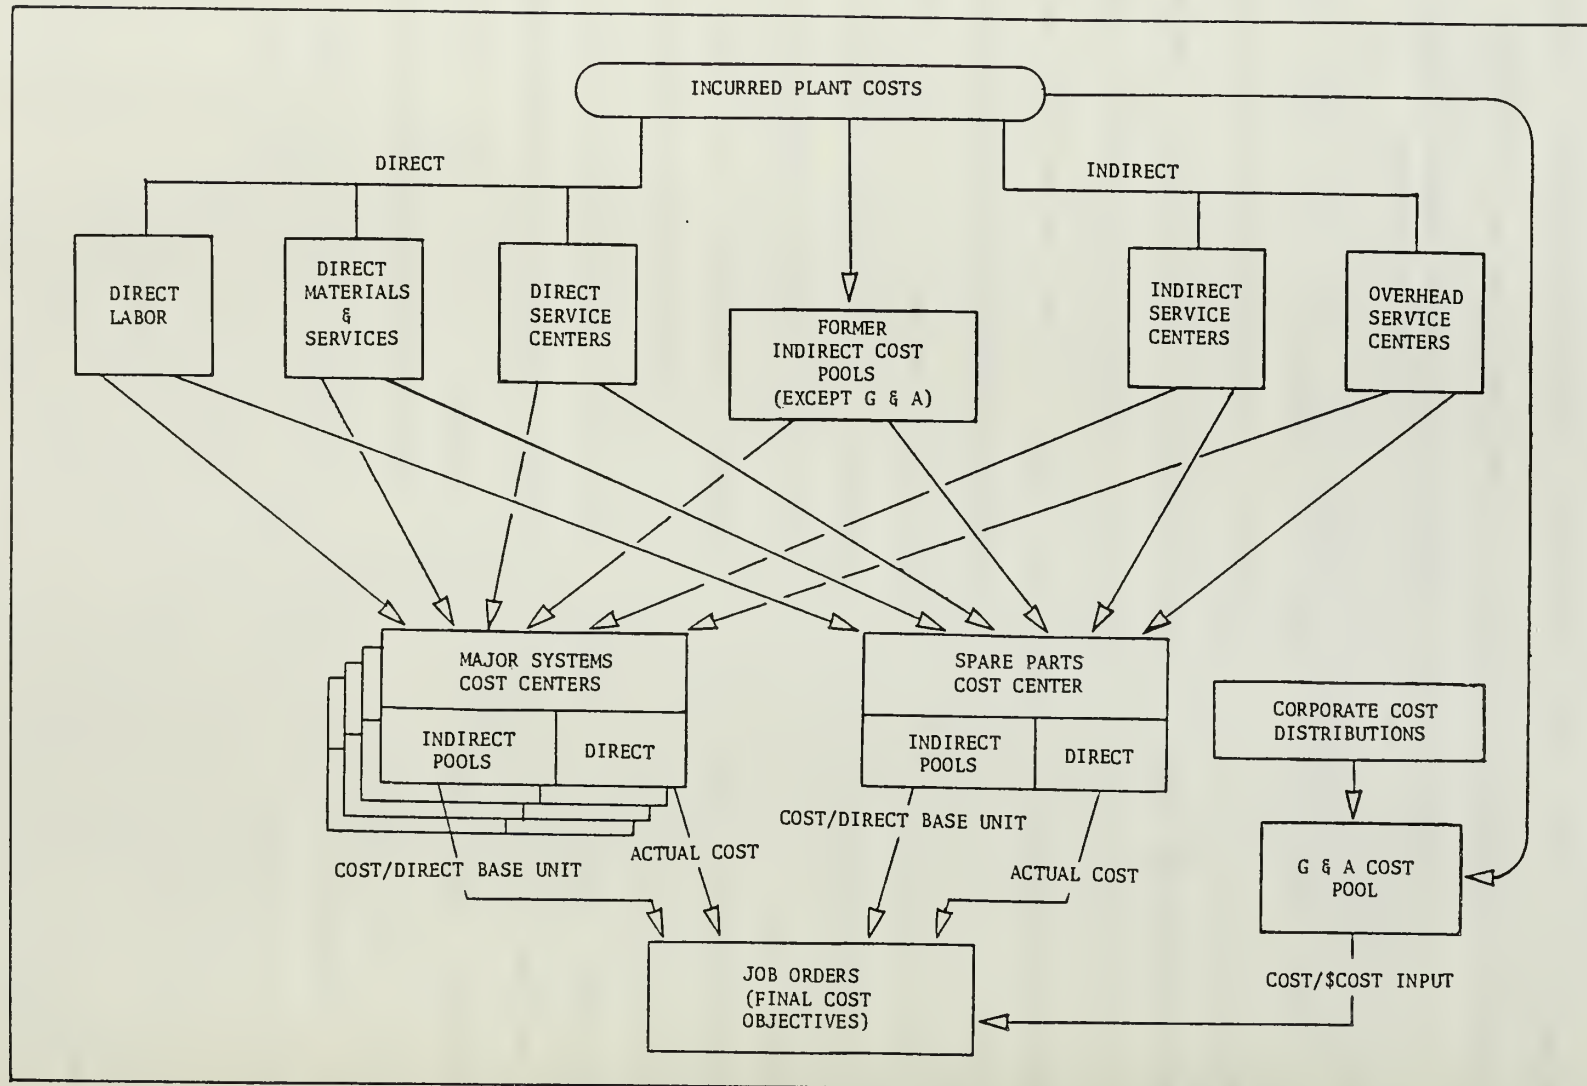 INCURRED PLANT COSTS
DIRECT
INDIRECT
DIRECT
LABOR
DIRECT
MATERIALS
&
SERVICES
DIRECT
SERVICE
CENTERS
FORMER
INDIRECT COST
POOLS
(EXCEPT G & A)
INDIRECT
SERVICE
CENTERS
OVERHEAD
SERVICE
CENTERS
MAJOR SYSTEMS
COST CENTERS
INDIRECT
POOLS
DIRECT
SPARE PARTS
COST CENTER
INDIRECT
POOLS
DIRECT
CORPORATE COST
DISTRIBUTIONS
COST/DIRECT BASE UNIT
ACTUAL COST
COST/DIRECT BASE UNIT
ACTUAL COST
G & A COST
POOL
JOB ORDERS
(FINAL COST
OBJECTIVES)
COST/$COST INPUT